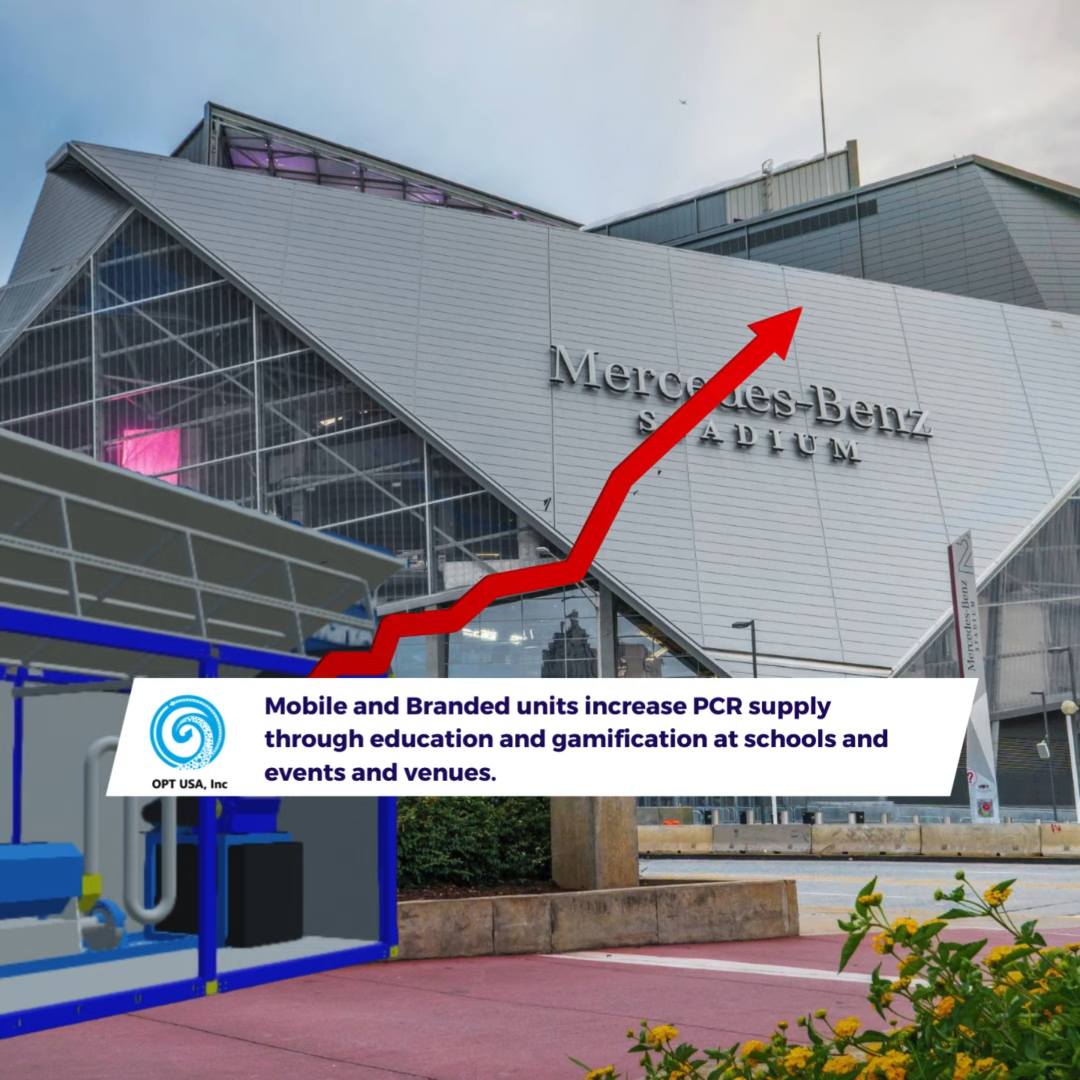 Mercedes-Benz
STADIUM
Mercedes-Benz
STADIUM
Mobile and Branded units increase PCR supply
through education and gamification at schools and
events and venues.
OPT USA, Inc
?